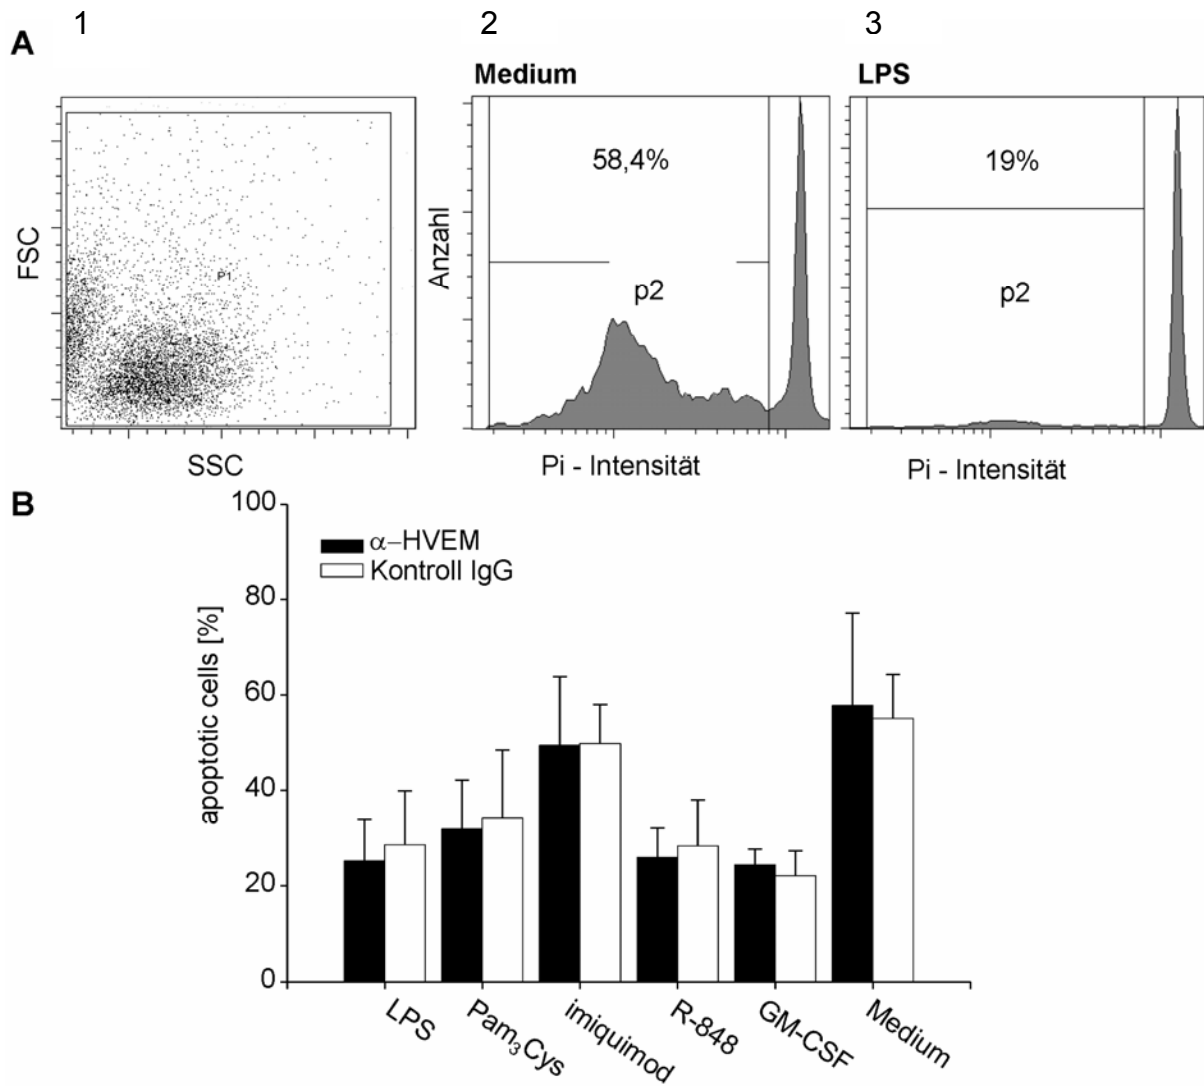 1
2
3
A
Medium
LPS
FSC
P1
SSC
Anzahl
58,4%
p2
Pi - Intensität
19%
p2
Pi - Intensität
B
apoptotic cells [%]
100
80
60
40
20
0
α–HVEM
Kontroll IgG
LPS
Pam₃Cys
imiquimod
R-848
GM-CSF
Medium